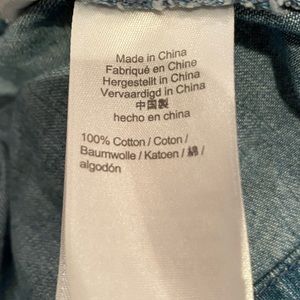 Made in China
Fabriqué en Chine
Hergestellt in China
Vervaardigd in China
中国製
hecho en china
100% Cotton / Coton /
Baumwolle / Katoen / 綿 /
algodón